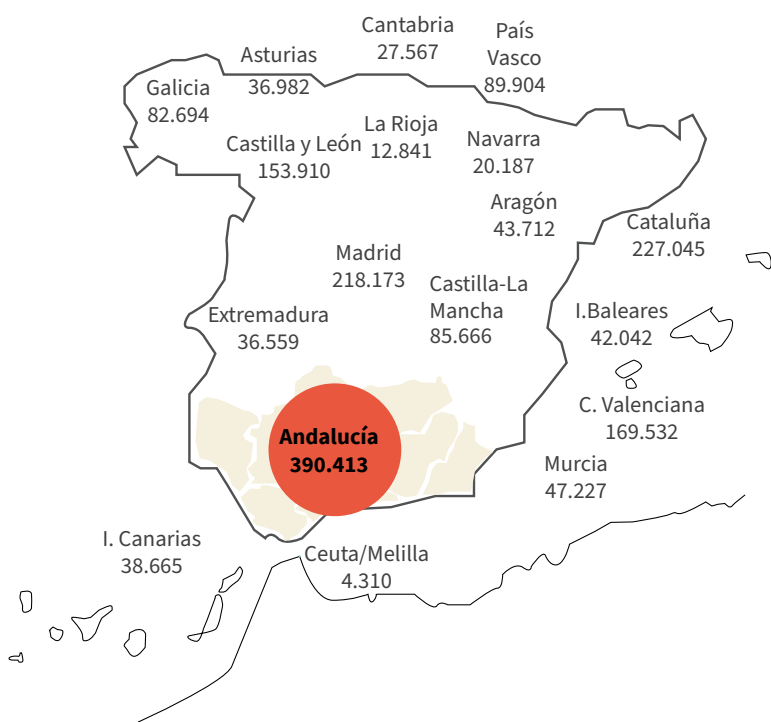 Cantabria
27.567
País
Vasco
89.904
Asturias
36.982
Galicia
82.694
La Rioja
12.841
Castilla y León
153.910
Navarra
20.187
Aragón
43.712
Cataluña
227.045
Madrid
218.173
Castilla-La
Mancha
85.666
I.Baleares
42.042
Extremadura
36.559
C. Valenciana
169.532
Andalucía
390.413
Murcia
47.227
I. Canarias
38.665
Ceuta/Melilla
4.310